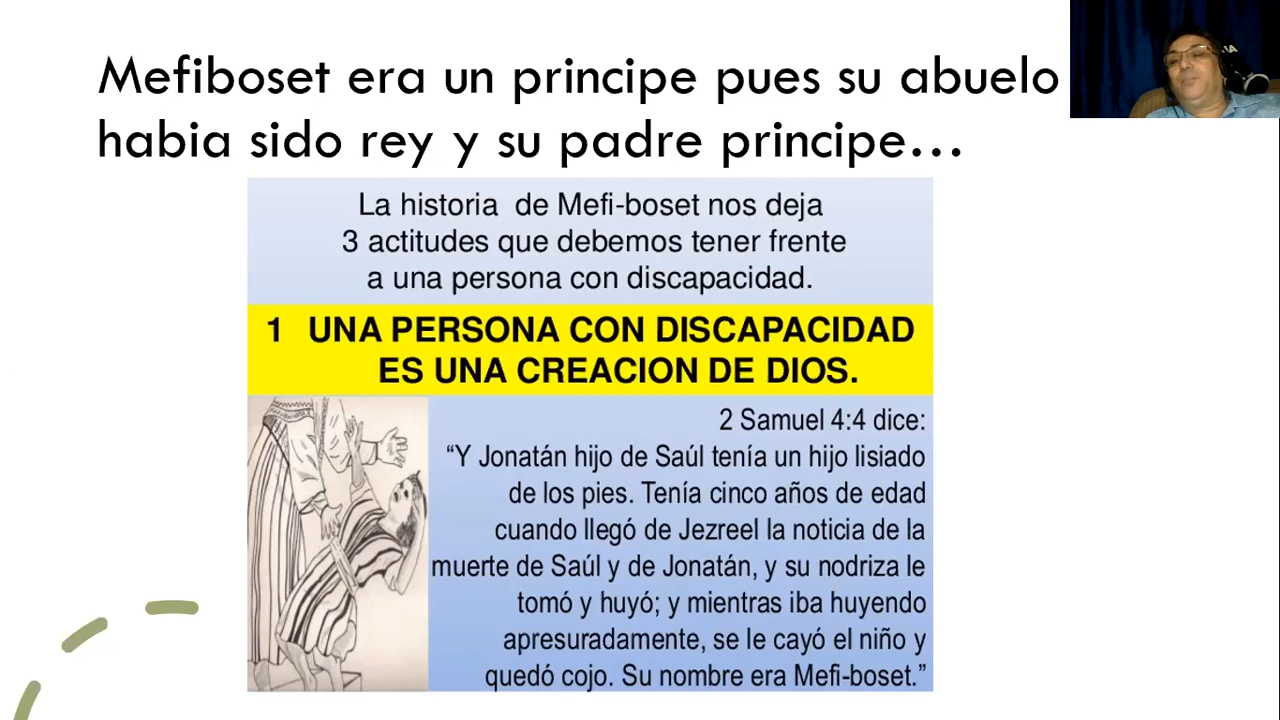 Mefiboset era un principe pues su abuelo
habia sido rey y su padre principe…
La historia de Mefi-boset nos deja
3 actitudes que debemos tener frente
a una persona con discapacidad.
1 UNA PERSONA CON DISCAPACIDAD
ES UNA CREACION DE DIOS.
2 Samuel 4:4 dice:
“Y Jonatán hijo de Saúl tenía un hijo lisiado
de los pies. Tenía cinco años de edad
cuando llegó de Jezreel la noticia de la
muerte de Saúl y de Jonatán, y su nodriza le
tomó y huyó; y mientras iba huyendo
apresuradamente, se le cayó el niño y
quedó cojo. Su nombre era Mefi-boset.”